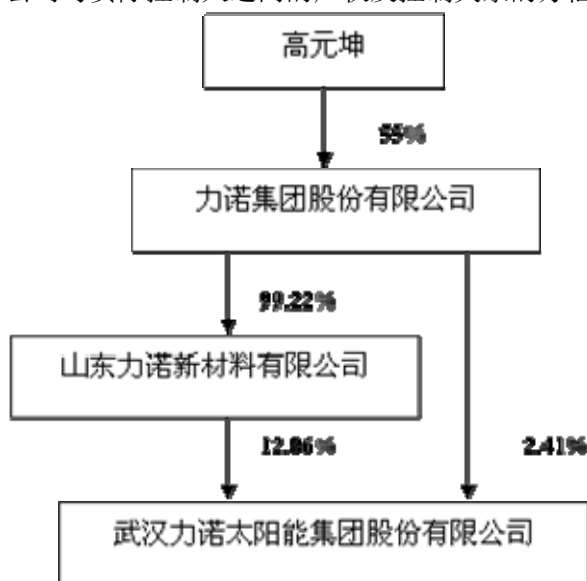 高元坤
力诺集团股份有限公司
99.22%
山东力诺新材料有限公司
12.86%
2.41%
武汉力诺太阳能集团股份有限公司